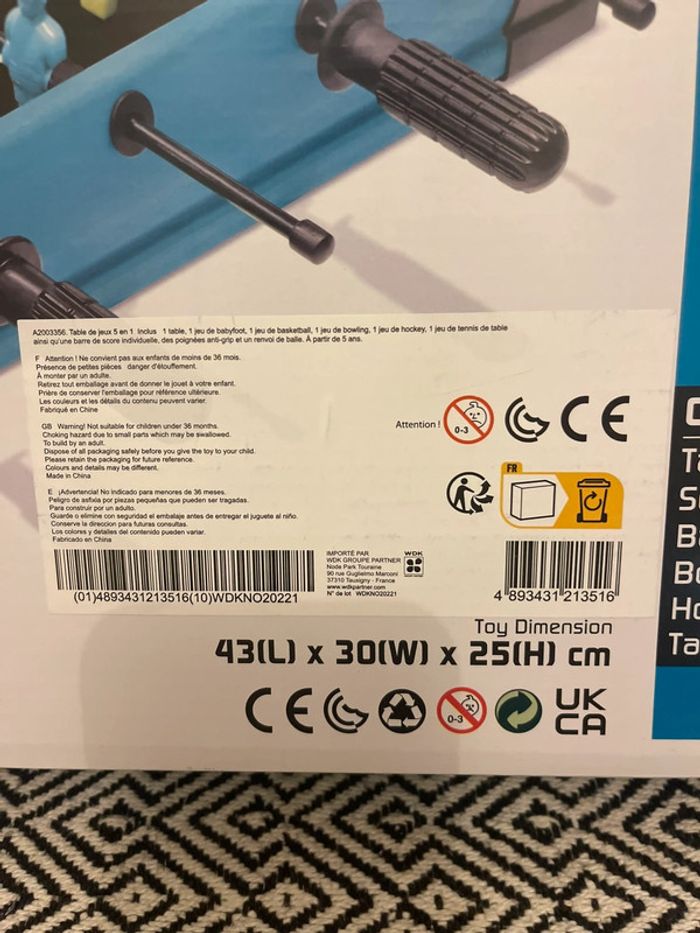 A2003356. Table de jeux 5 en 1. Inclus 1 table, 1 jeu de babyfoot, 1 jeu de basketball, 1 jeu de bowling, 1 jeu de hockey, 1 jeu de tennis de table
ainsi qu'une barre de score individuelle, des poignées anti-grip et un renvoi de balle. À partir de 5 ans.
F Attention ! Ne convient pas aux enfants de moins de 36 mois.
Présence de petites pièces danger d'étouffement.
À monter par un adulte.
Retirez tout emballage avant de donner le jouet à votre enfant.
Prière de conserver l'emballage pour référence ultérieure.
Les couleurs et les détails du contenu peuvent varier.
Fabriqué en Chine
GB Warning! Not suitable for children under 36 months.
Choking hazard due to small parts which may be swallowed.
To build by an adult.
Dispose of all packaging safely before you give the toy to your child.
Please retain the packaging for future reference.
Colours and details may be different.
Made in China
E ¡Advertencia! No indicado para menores de 36 meses.
Peligro de asfixia por piezas pequeñas que pueden ser tragadas.
Para construir por un adulto.
Guarde o elimine con seguridad el embalaje antes de entregar el juguete al niño.
Conserve la direccion para futuras consultas.
Los colores y detalles del contenido pueden variar.
Fabricado en China
Attention !
0-3
CE
FR
(01)4893431213516(10)WDKNO20221
IMPORTÉ PAR
WDK GROUPE PARTNER
Node Park Touraine
90 rue Guglielmo Marconi
37310 Tauxigny - France
www.wdkpartner.com
N° de lot WDKNO20221
WDK
4 893431 213516
Toy Dimension
43(L) x 30(W) x 25(H) cm
CE
0-3
UK
CA